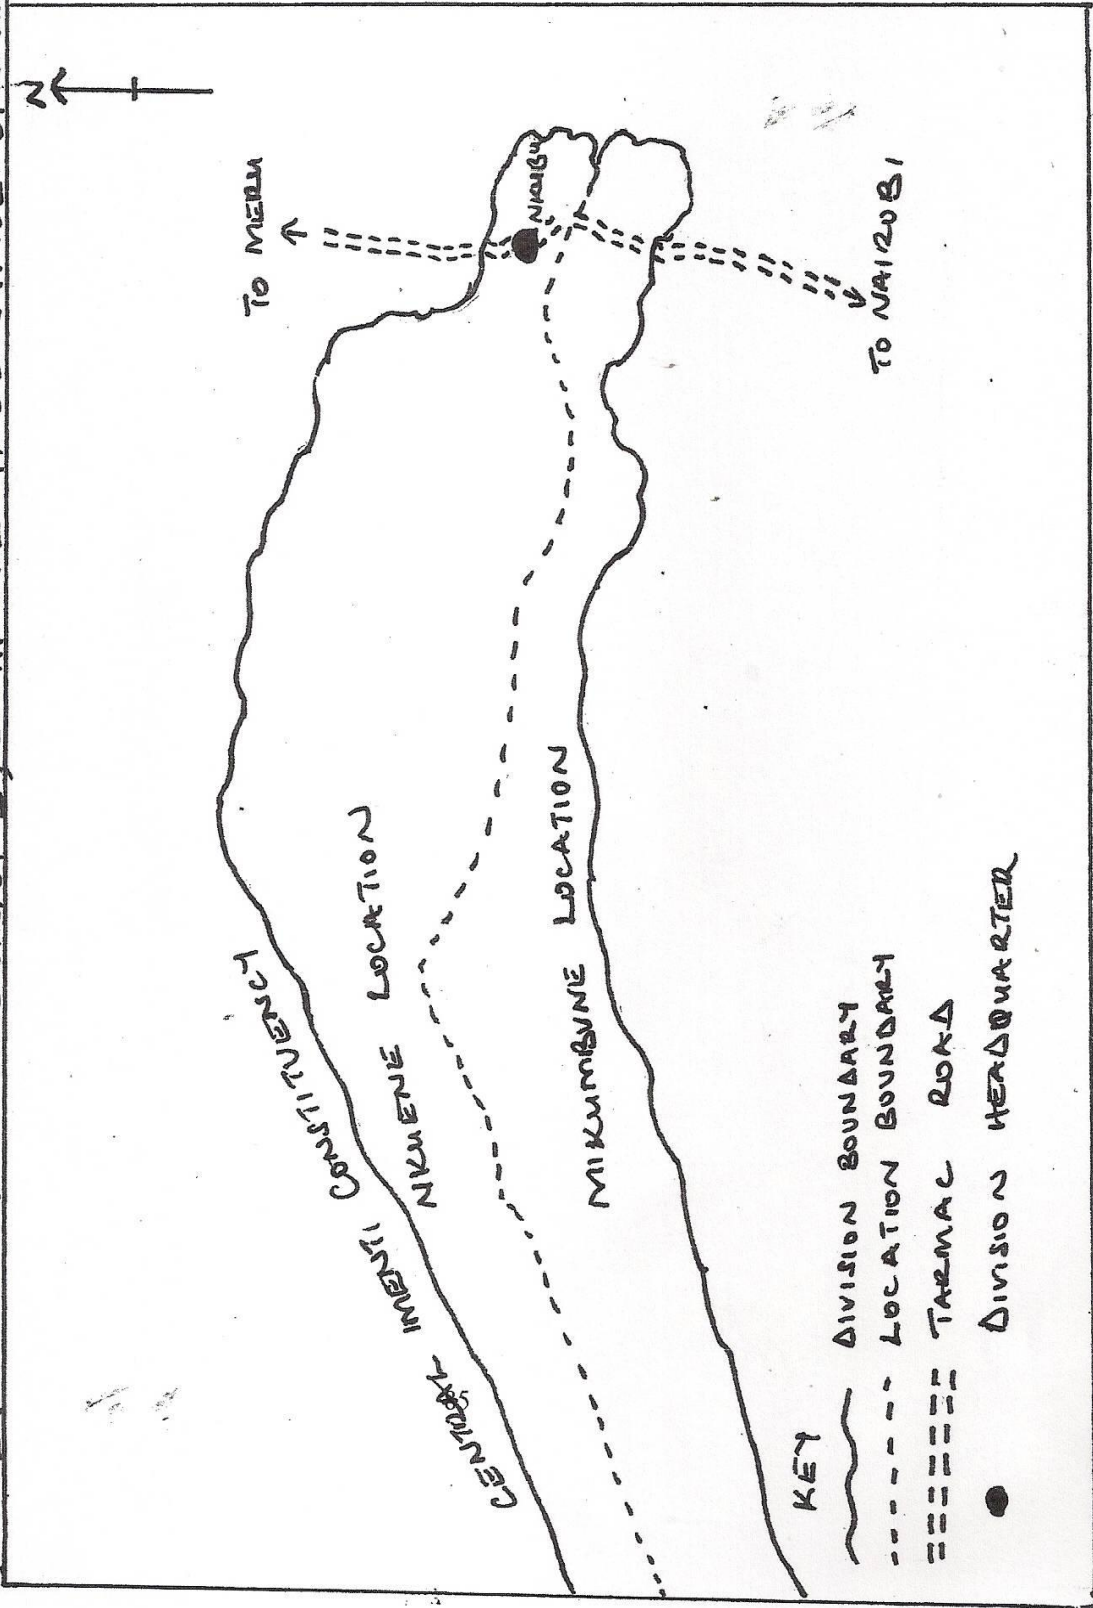 N
TO MERU
NKUBU
TO NAIROBI
CENTRAL IMENTI CONSTITUENCY
NKUENE LOCATION
MIKUMBUNE LOCATION
KEY
DIVISION BOUNDARY
LOCATION BOUNDARY
TARMAC ROAD
DIVISION HEADQUARTER